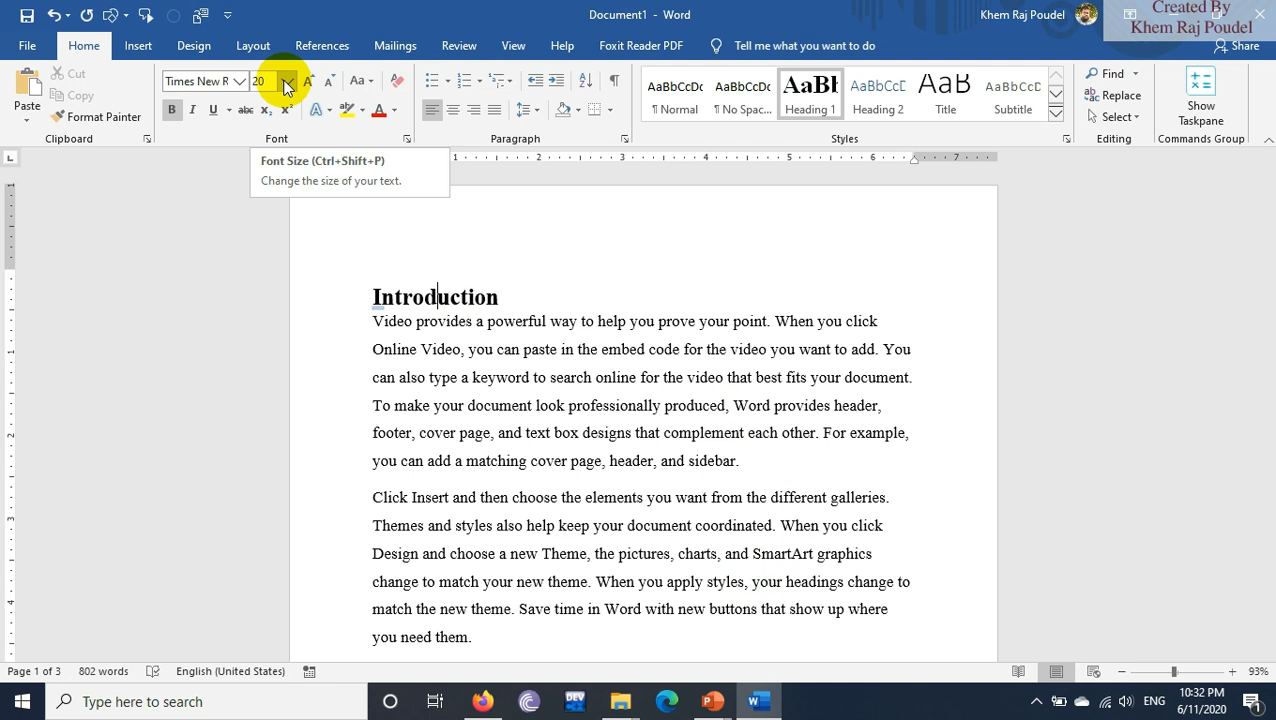 Document1 - Word
Khem Raj Poudel
Created By
Khem Raj Poudel
File Home Insert Design Layout References Mailings Review View Help Foxit Reader PDF Tell me what you want to do Share
Cut
Copy
Format Painter
Paste
Clipboard
Times New R 20
Aa
Font
Paragraph
AaBbCcDc AaBbCcDc AaBb AaBbCcD AaBb AaBbCcD
¶ Normal ¶ No Spac... Heading 1 Heading 2 Title Subtitle
Styles
Find
Replace
Select
Editing
Show
Taskpane
Commands Group
Font Size (Ctrl+Shift+P)
Change the size of your text.
1 2 3 4 5 6 7
Introduction
Video provides a powerful way to help you prove your point. When you click
Online Video, you can paste in the embed code for the video you want to add. You
can also type a keyword to search online for the video that best fits your document.
To make your document look professionally produced, Word provides header,
footer, cover page, and text box designs that complement each other. For example,
you can add a matching cover page, header, and sidebar.
Click Insert and then choose the elements you want from the different galleries.
Themes and styles also help keep your document coordinated. When you click
Design and choose a new Theme, the pictures, charts, and SmartArt graphics
change to match your new theme. When you apply styles, your headings change to
match the new theme. Save time in Word with new buttons that show up where
you need them.
Page 1 of 3 802 words English (United States) 93%
Type here to search
DEV
ENG
10:32 PM
6/11/2020